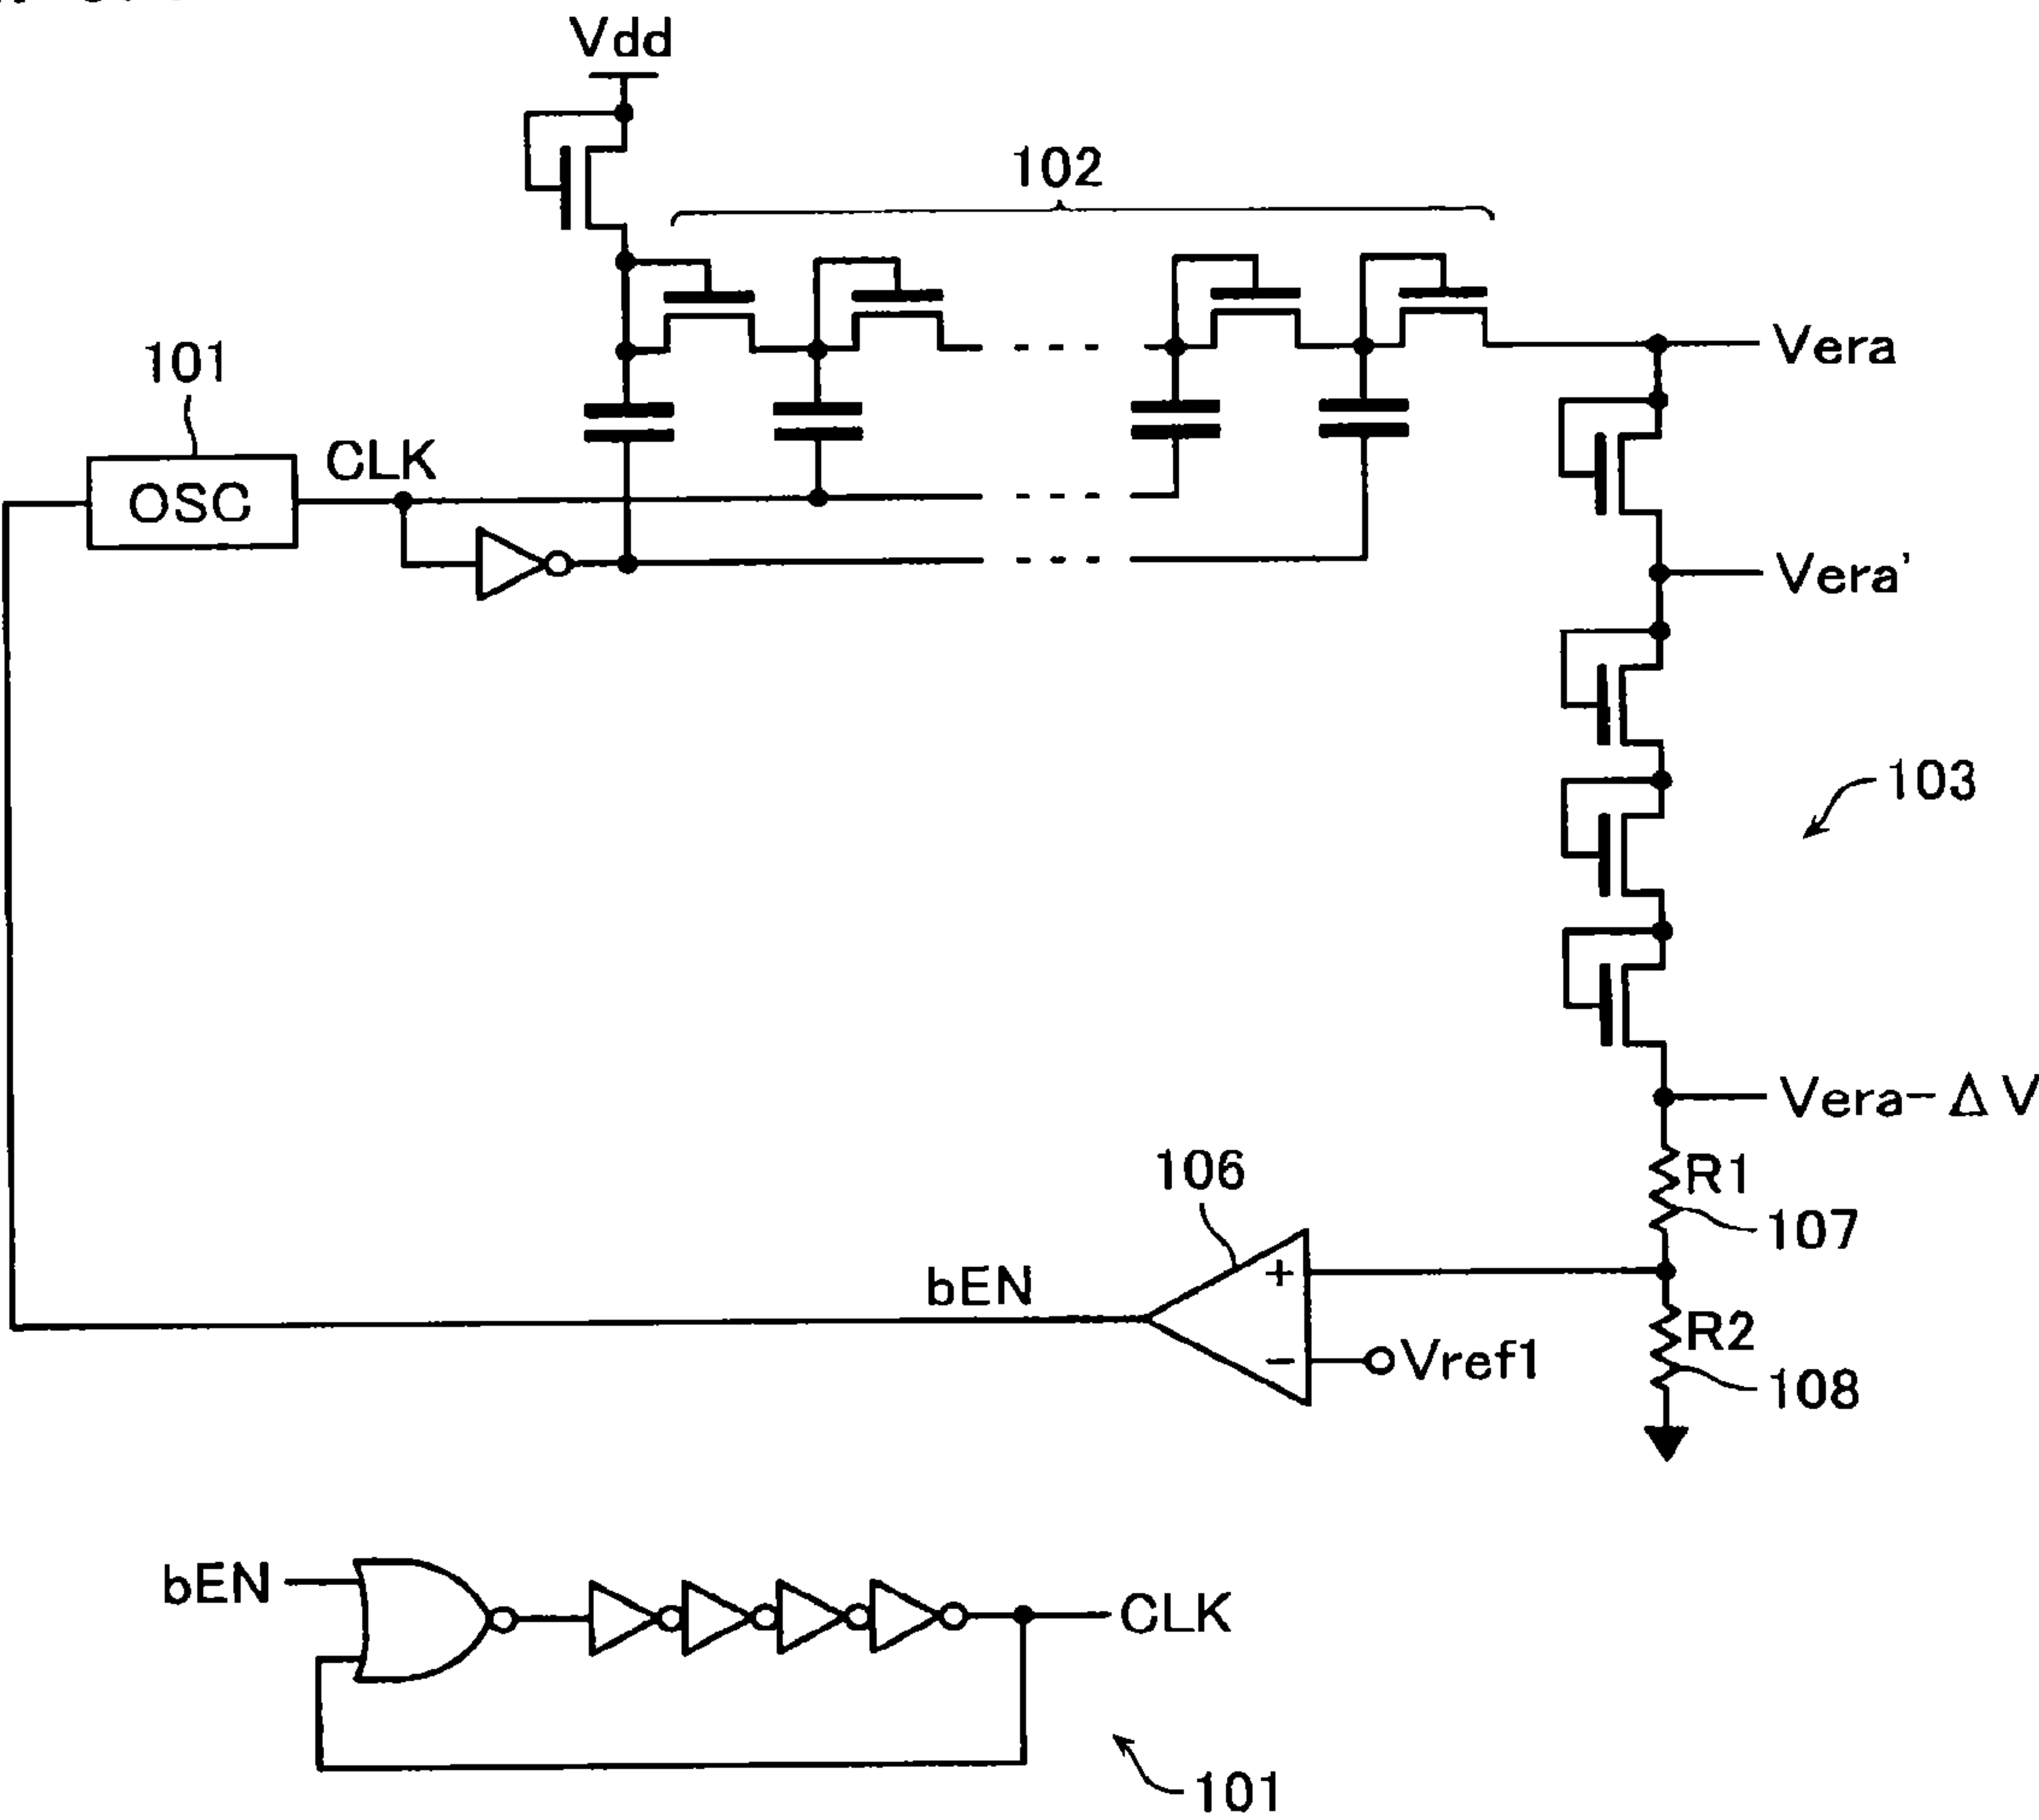 Vdd
102
101
CLK
OSC
Vera
Vera'
103
Vera-ΔV
R1
107
106
bEN
+
-
Vref1
R2
108
bEN
CLK
101